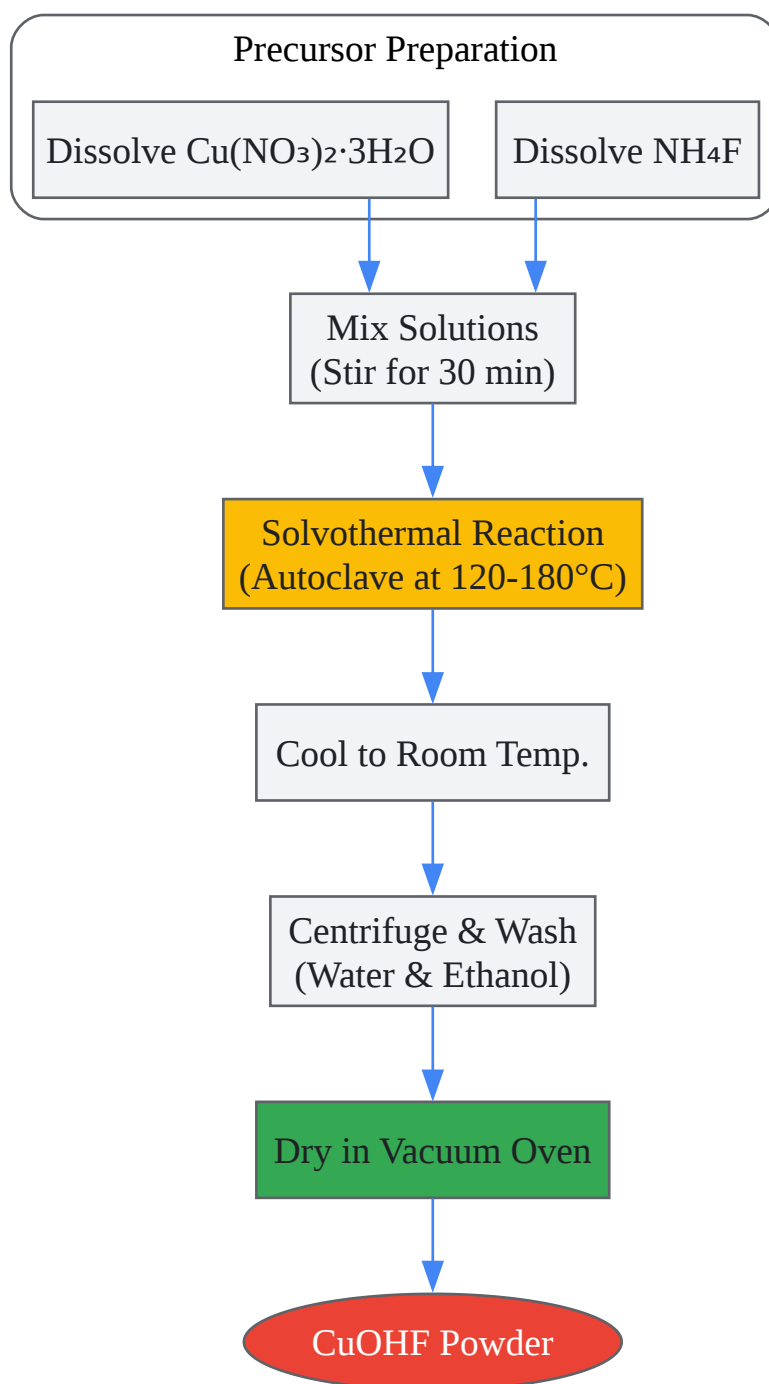 Precursor Preparation
Dissolve Cu(NO₃)₂·3H₂O
Dissolve NH₄F
Mix Solutions
(Stir for 30 min)
Solvothermal Reaction
(Autoclave at 120-180°C)
Cool to Room Temp.
Centrifuge & Wash
(Water & Ethanol)
Dry in Vacuum Oven
CuOHF Powder